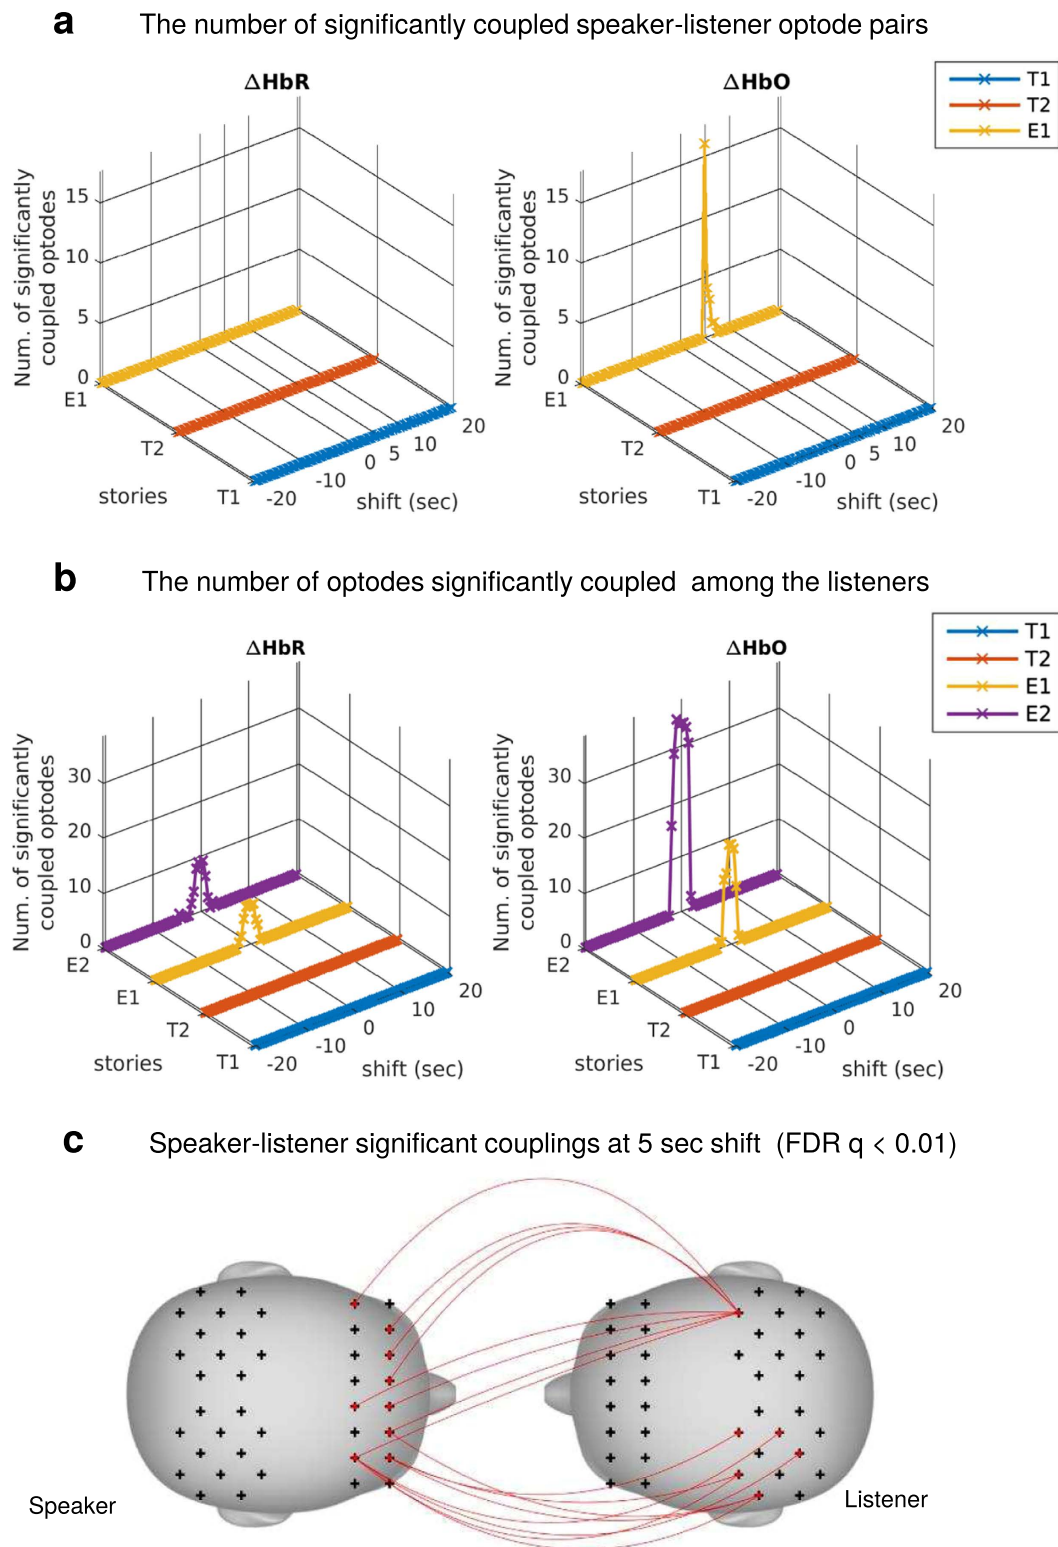 a The number of significantly coupled speaker-listener optode pairs
ΔHbR
ΔHbO
T1
T2
E1
Num. of significantly
coupled optodes
15
10
5
0
E1
T2
T1
stories
-20
-10
0
5
10
20
shift (sec)
Num. of significantly
coupled optodes
15
10
5
0
E1
T2
T1
stories
-20
-10
0
5
10
20
shift (sec)
b The number of optodes significantly coupled among the listeners
ΔHbR
ΔHbO
T1
T2
E1
E2
Num. of significantly
coupled optodes
30
20
10
0
E2
E1
T2
T1
stories
-20
-10
0
10
20
shift (sec)
Num. of significantly
coupled optodes
30
20
10
0
E2
E1
T2
T1
stories
-20
-10
0
10
20
shift (sec)
c Speaker-listener significant couplings at 5 sec shift (FDR q < 0.01)
Speaker
Listener